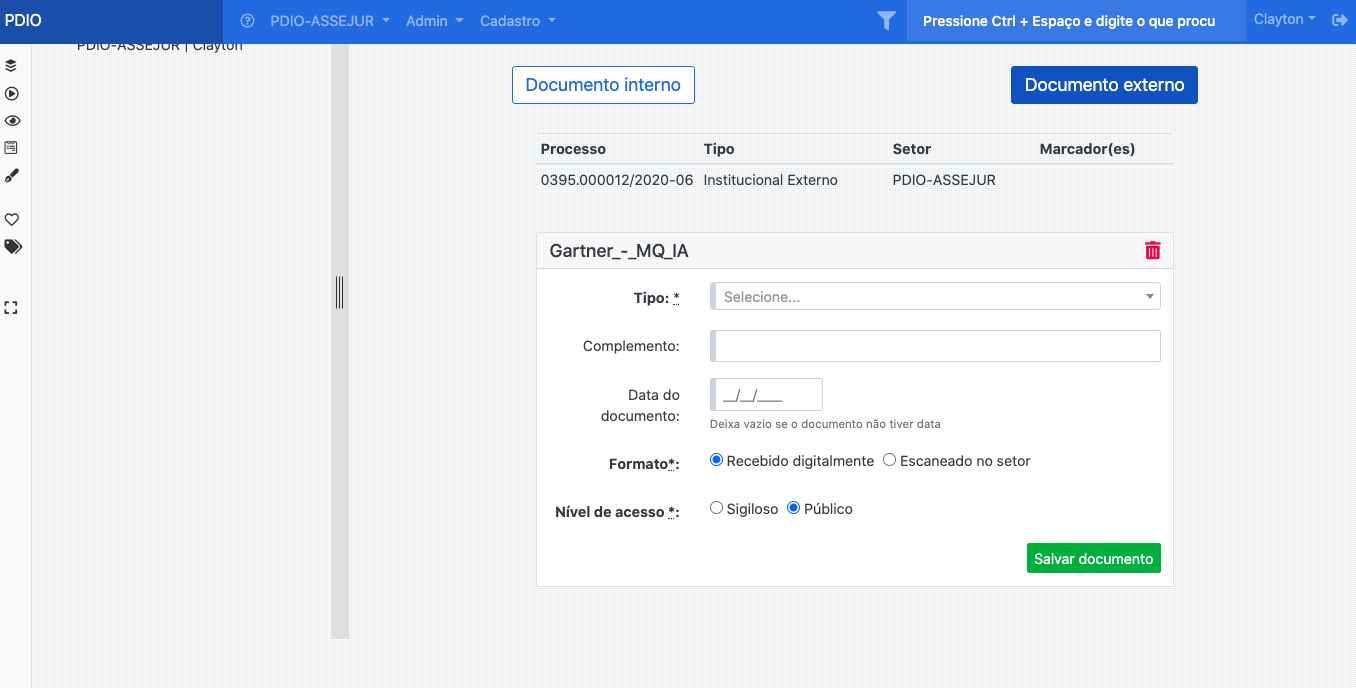 PDIO
PDIO-ASSEJUR Admin Cadastro Pressione Ctrl + Espaço e digite o que procu Clayton
PDIO-ASSEJUR | Clayton
Documento interno Documento externo
Processo Tipo Setor Marcador(es)
0395.000012/2020-06 Institucional Externo PDIO-ASSEJUR
Gartner_-_MQ_IA
Tipo: * Selecione...
Complemento:
Data do documento: __/__/____
Deixa vazio se o documento não tiver data
Formato*: Recebido digitalmente Escaneado no setor
Nível de acesso *: Sigiloso Público
Salvar documento